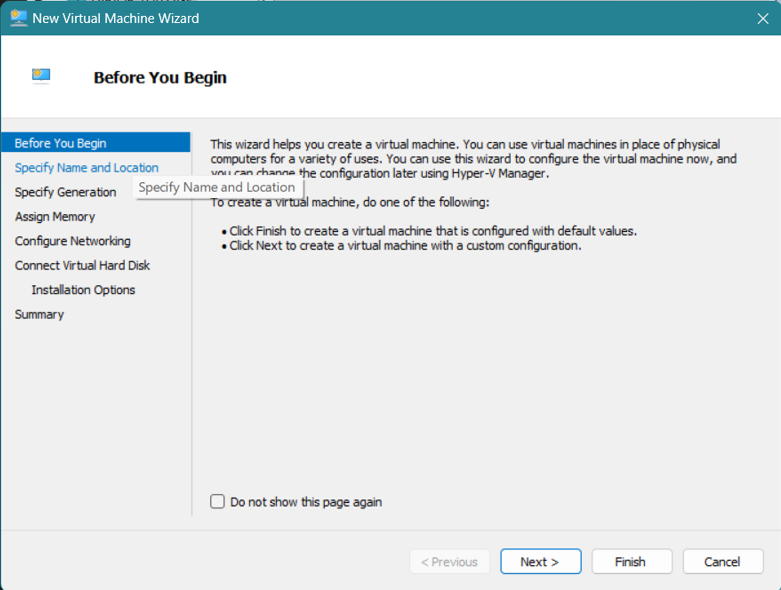 New Virtual Machine Wizard
Before You Begin
Before You Begin
Specify Name and Location
Specify Generation
Assign Memory
Configure Networking
Connect Virtual Hard Disk
Installation Options
Summary
Specify Name and Location
This wizard helps you create a virtual machine. You can use virtual machines in place of physical
computers for a variety of uses. You can use this wizard to configure the virtual machine now, and
you can change the configuration later using Hyper-V Manager.
To create a virtual machine, do one of the following:
• Click Finish to create a virtual machine that is configured with default values.
• Click Next to create a virtual machine with a custom configuration.
Do not show this page again
< Previous
Next >
Finish
Cancel